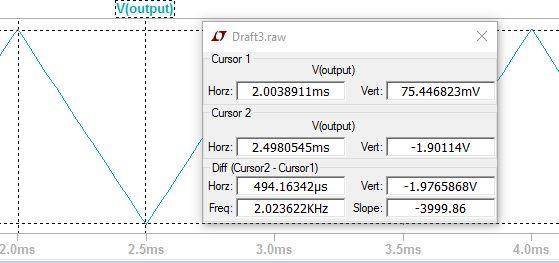 V(output)
Draft3.raw
Cursor 1
V(output)
Horz: 2.0038911ms Vert: 75.446823mV
Cursor 2
V(output)
Horz: 2.4980545ms Vert: -1.90114V
Diff (Cursor2 - Cursor1)
Horz: 494.16342µs Vert: -1.9765868V
Freq: 2.023622KHz Slope: -3999.86
2.0ms 2.5ms 3.0ms 3.5ms 4.0ms